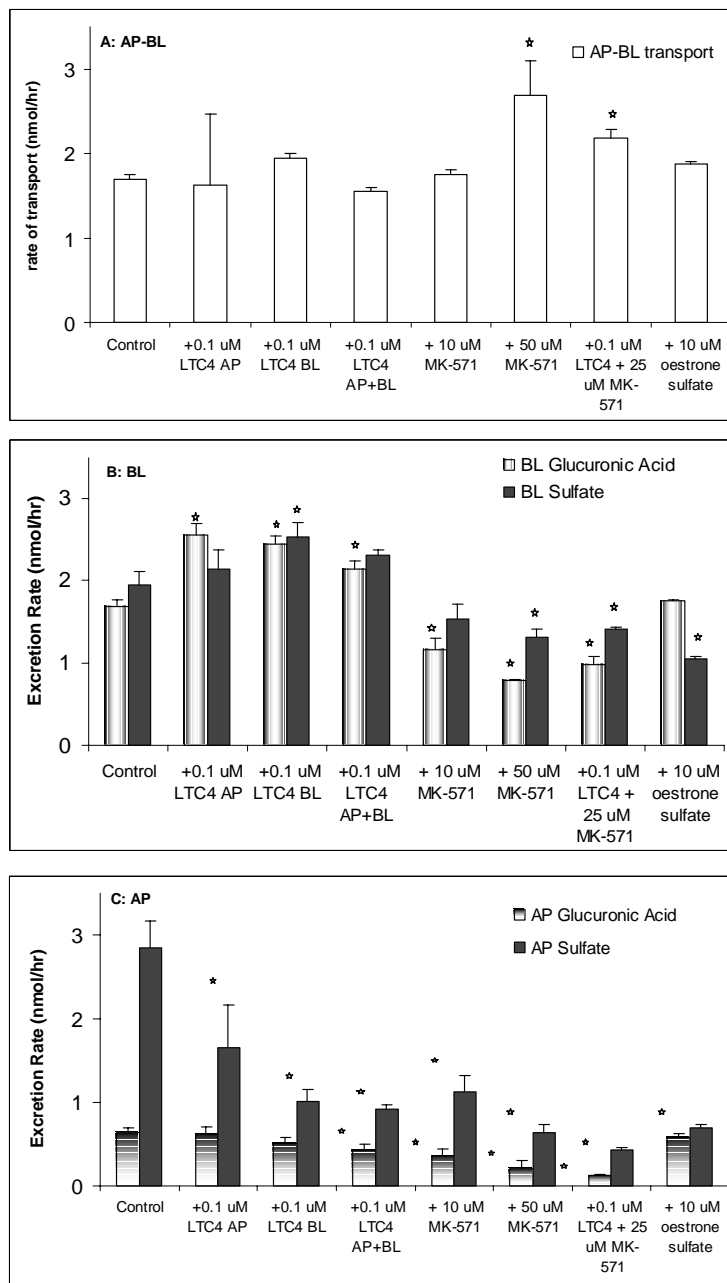 A: AP-BL
AP-BL transport
rate of transport (nmol/hr)
3
2
1
0
Control
+0.1 uM LTC4 AP
+0.1 uM LTC4 BL
+0.1 uM LTC4 AP+BL
+ 10 uM MK-571
+ 50 uM MK-571
+0.1 uM LTC4 + 25 uM MK-571
+ 10 uM oestrone sulfate
B: BL
BL Glucuronic Acid
BL Sulfate
Excretion Rate (nmol/hr)
3
2
1
0
Control
+0.1 uM LTC4 AP
+0.1 uM LTC4 BL
+0.1 uM LTC4 AP+BL
+ 10 uM MK-571
+ 50 uM MK-571
+0.1 uM LTC4 + 25 uM MK-571
+ 10 uM oestrone sulfate
C: AP
AP Glucuronic Acid
AP Sulfate
Excretion Rate (nmol/hr)
3
2
1
0
Control
+0.1 uM LTC4 AP
+0.1 uM LTC4 BL
+0.1 uM LTC4 AP+BL
+ 10 uM MK-571
+ 50 uM MK-571
+0.1 uM LTC4 + 25 uM MK-571
+ 10 uM oestrone sulfate